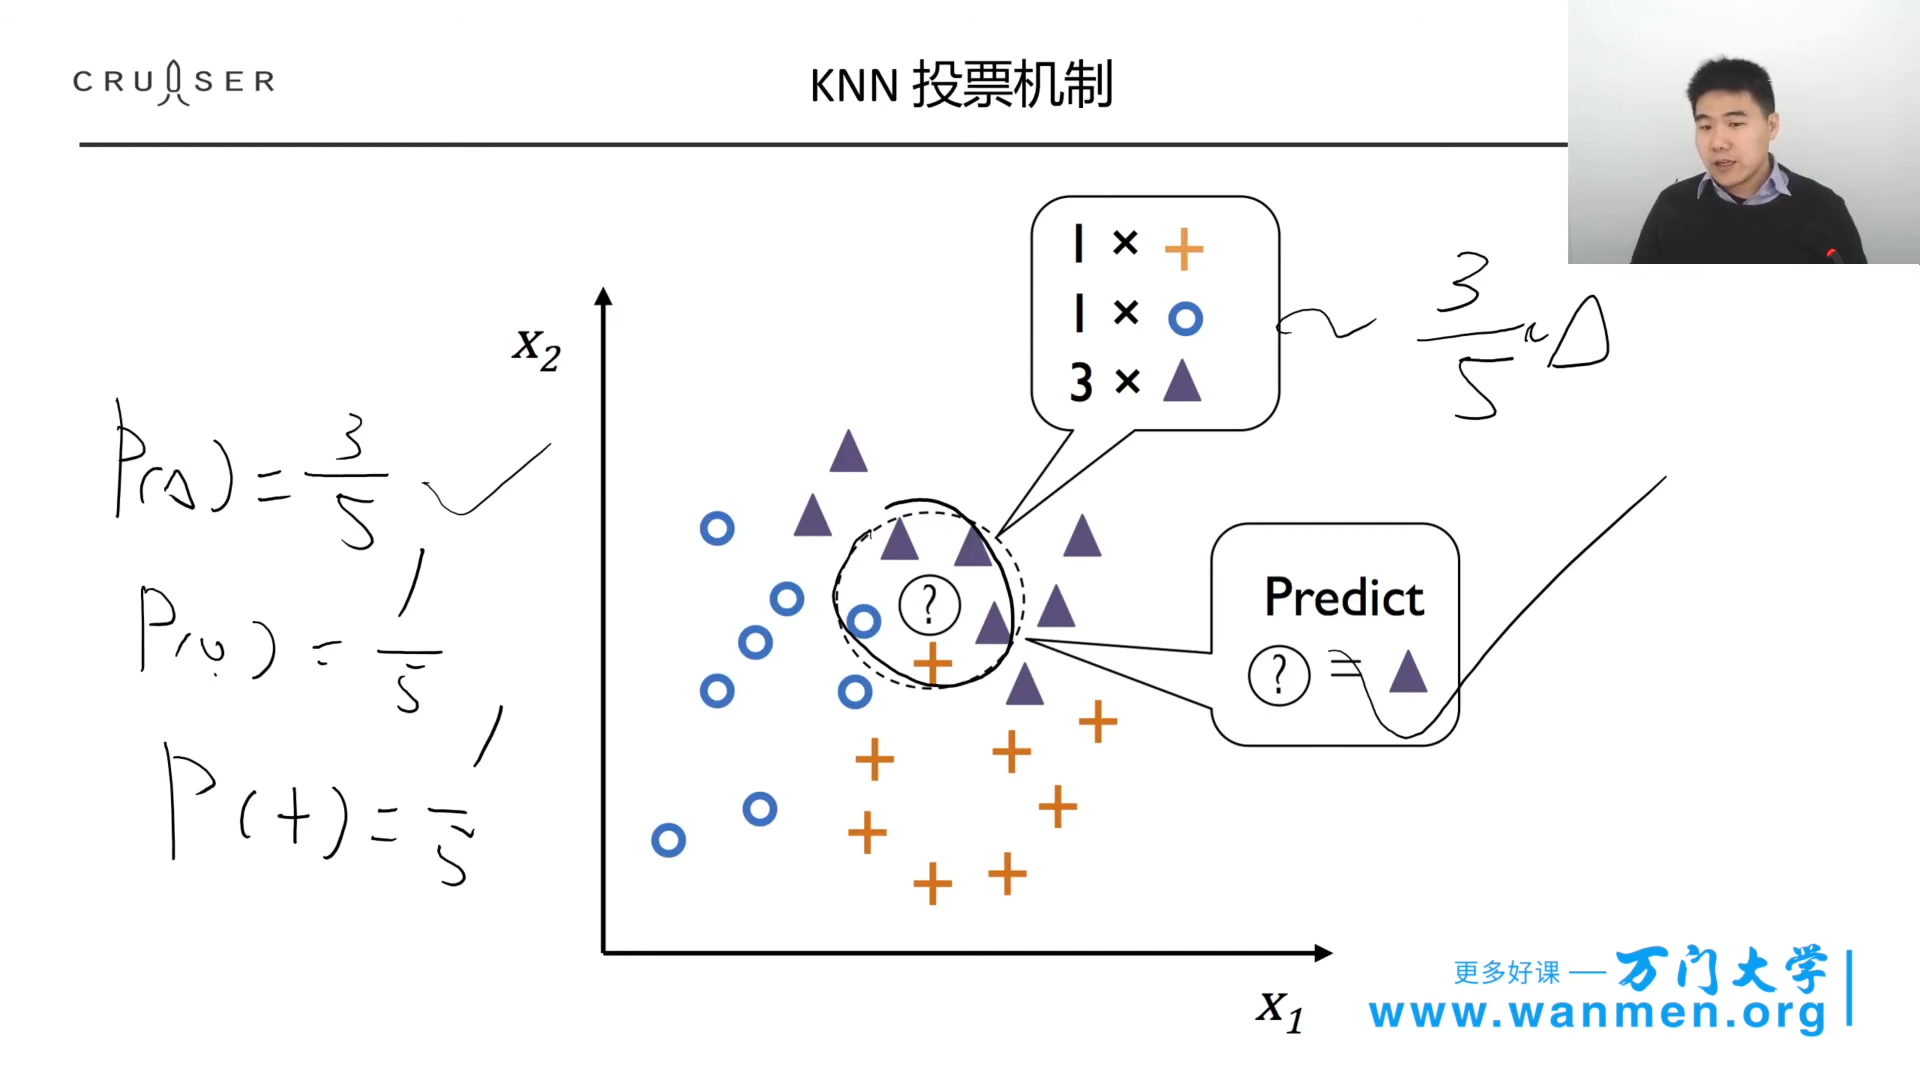 CRUISER
KNN 投票机制
1 × +
1 × ○
3 × ▲
3/5 ~ Δ
x₂
P(Δ) = 3/5 ✓
P(o) = 1/5
P(+) = 1/5
?
Predict
? = ▲
x₁
更多好课 — 万门大学
www.wanmen.org